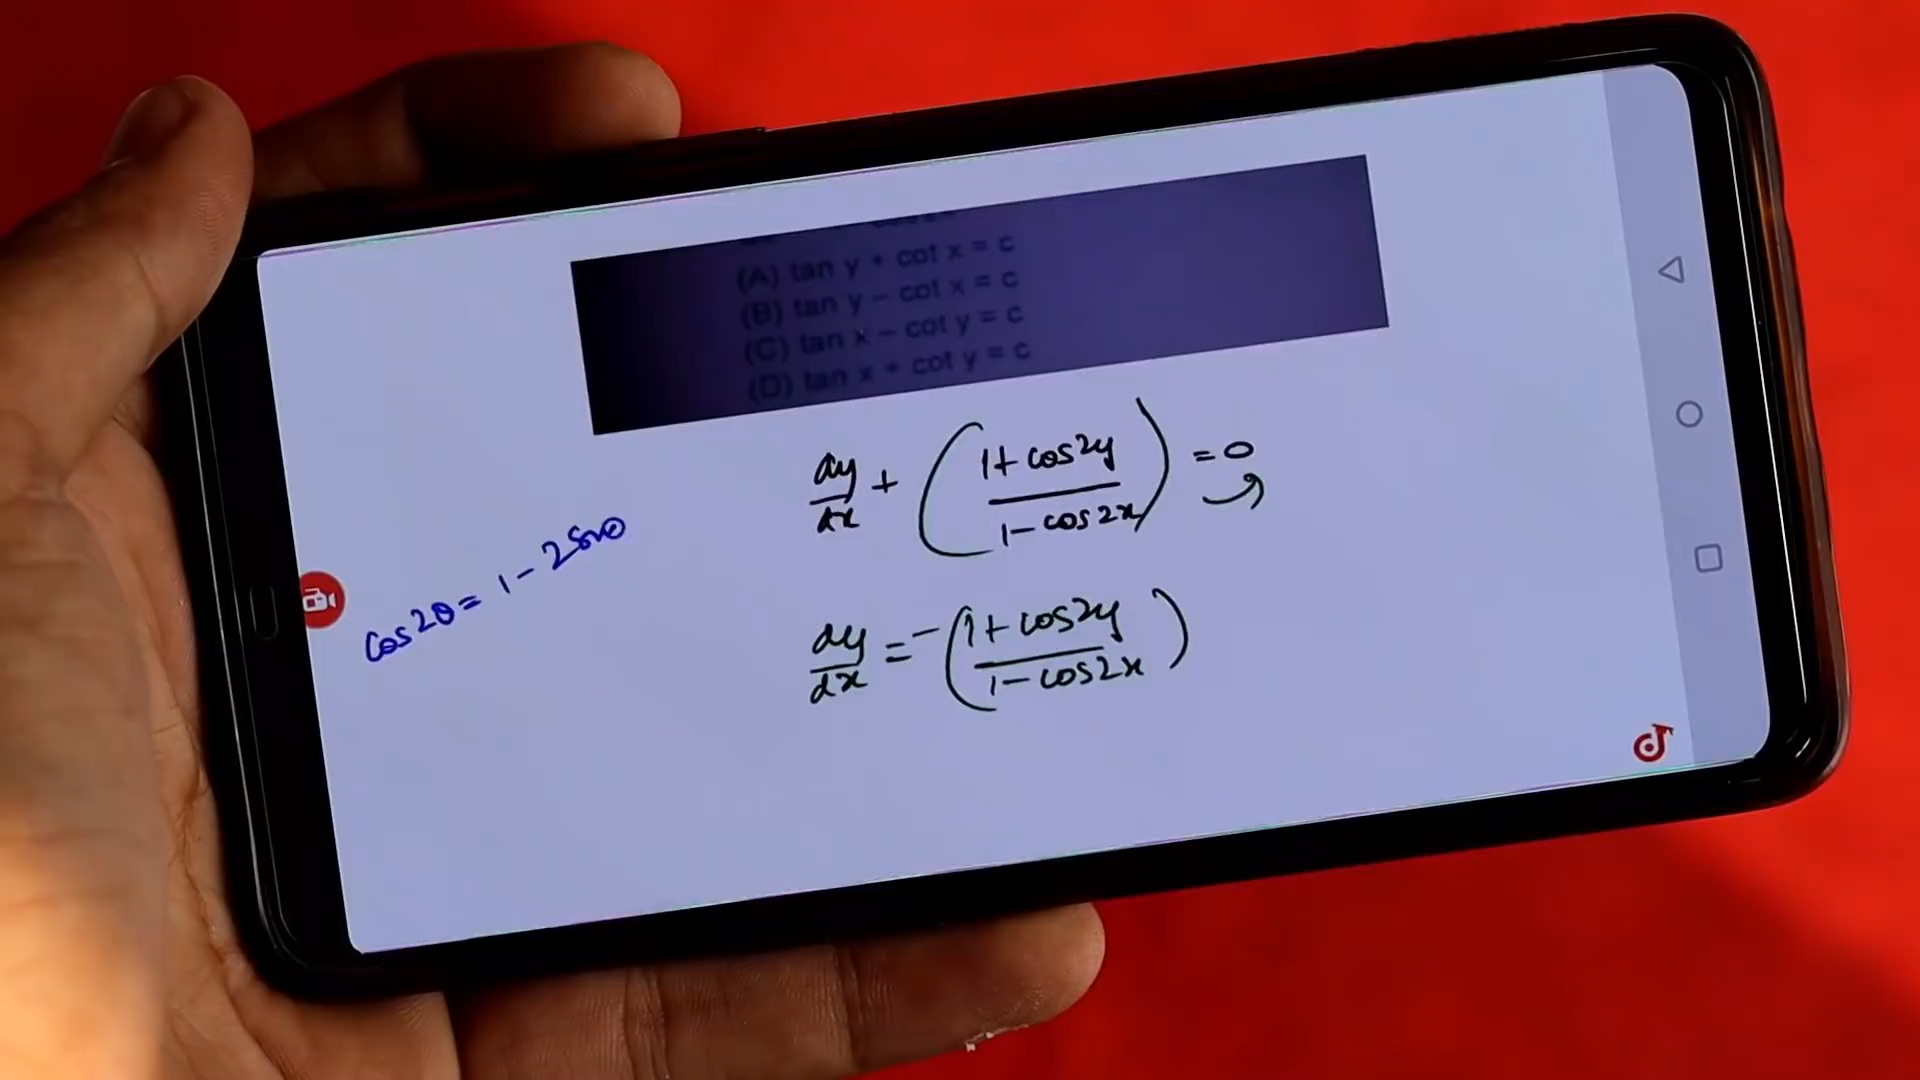 (A) tan y + cot x = c
(B) tan y − cot x = c
(C) tan x − cot y = c
(D) tan x + cot y = c
dy/dx + (1+cos2y / 1−cos2x) = 0
cos2θ = 1 − 2sinθ
dy/dx = −(1+cos2y / 1−cos2x)